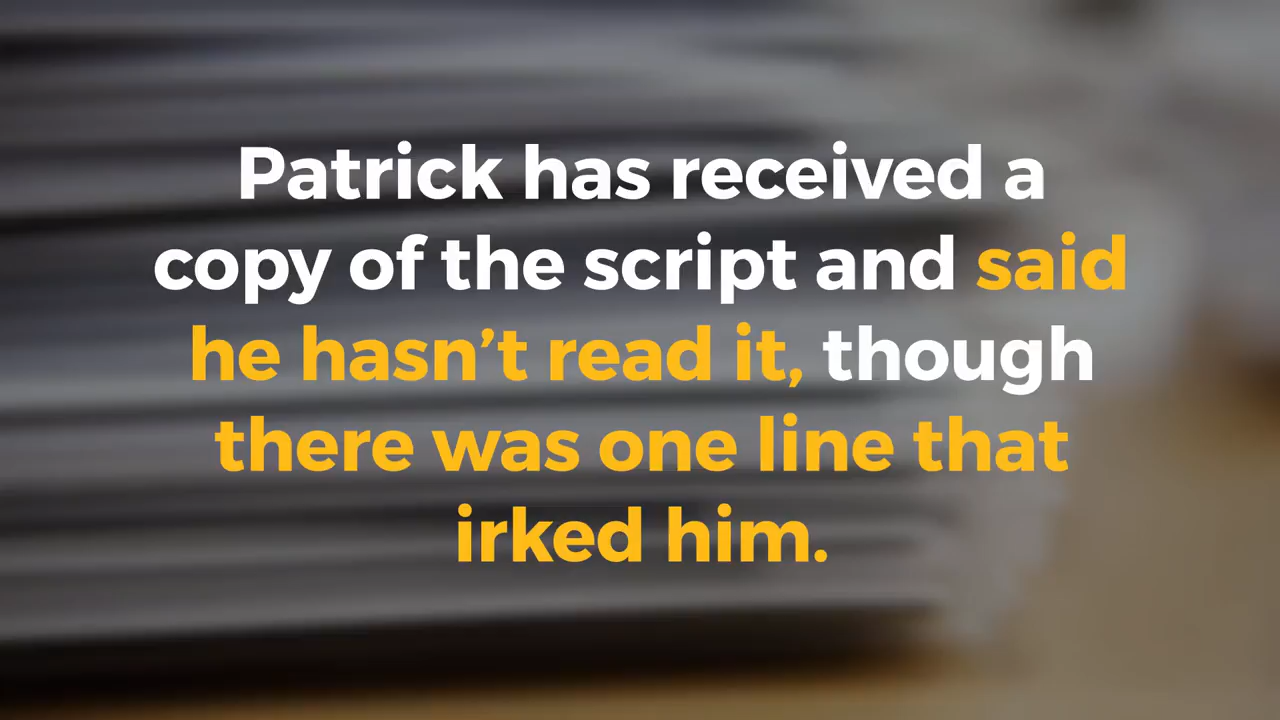 Patrick has received a
copy of the script and said
he hasn’t read it, though
there was one line that
irked him.